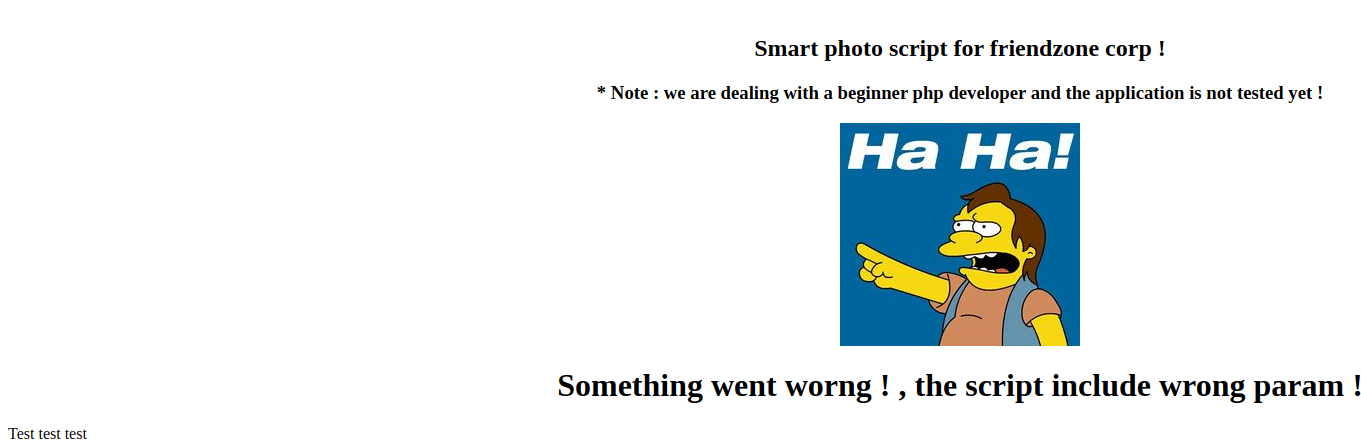 Smart photo script for friendzone corp !
* Note : we are dealing with a beginner php developer and the application is not tested yet !
Ha Ha!
Something went worng ! , the script include wrong param !
Test test test